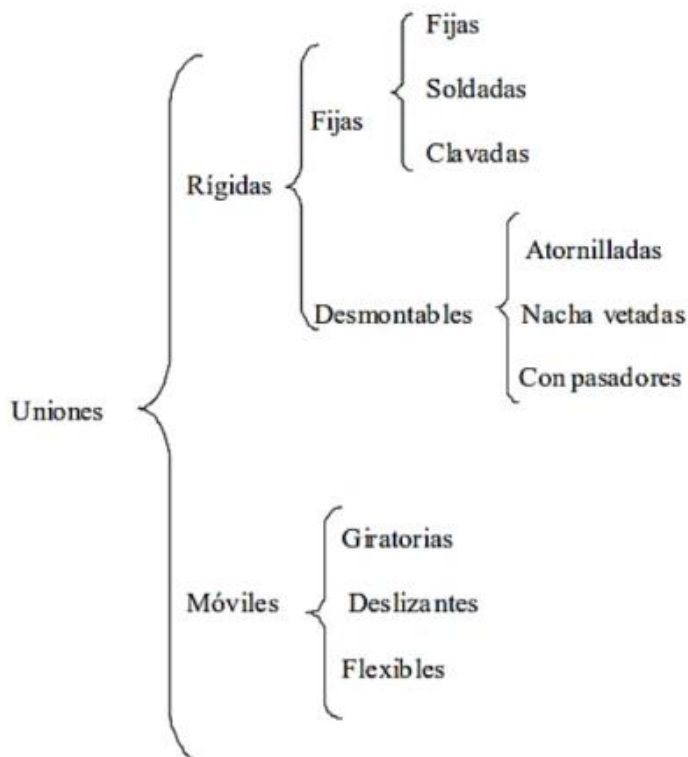 Uniones
Rígidas
Fijas
Fijas
Soldadas
Clavadas
Desmontables
Atornilladas
Nacha vetadas
Con pasadores
Móviles
Giratorias
Deslizantes
Flexibles